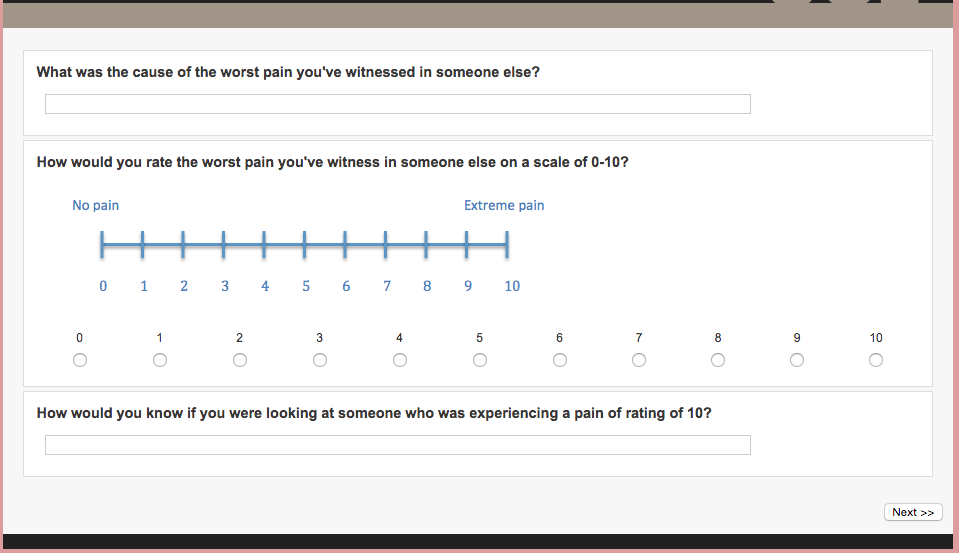 What was the cause of the worst pain you've witnessed in someone else?
How would you rate the worst pain you've witness in someone else on a scale of 0-10?
No pain Extreme pain
0 1 2 3 4 5 6 7 8 9 10
0 1 2 3 4 5 6 7 8 9 10
How would you know if you were looking at someone who was experiencing a pain of rating of 10?
Next >>